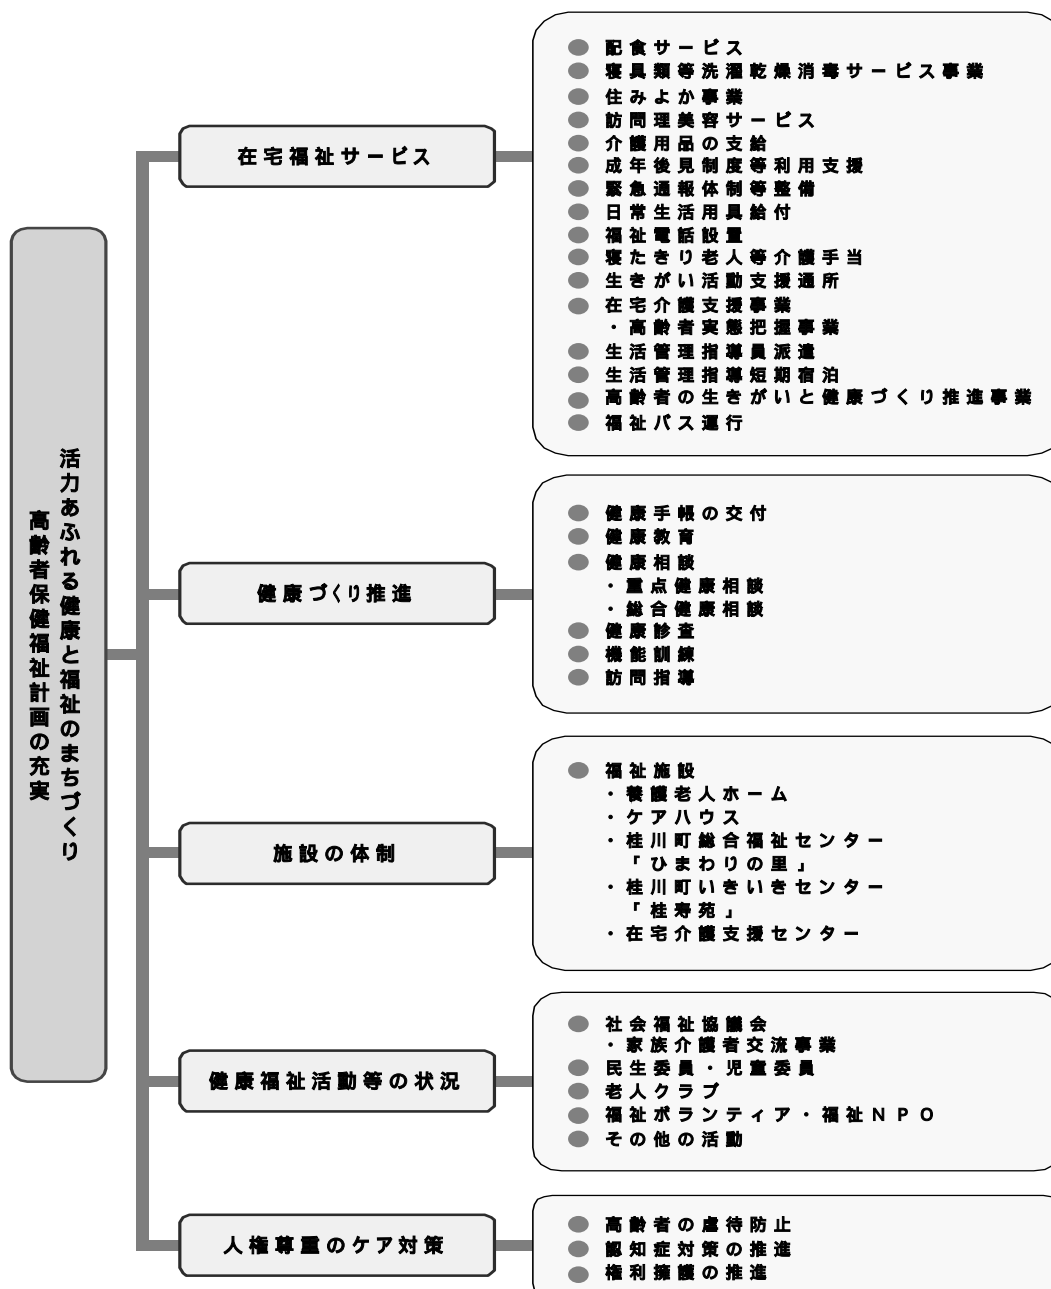 活力あふれる健康と福祉のまちづくり
高齢者保健福祉計画の充実
在宅福祉サービス
配食サービス
寝具類等洗濯乾燥消毒サービス事業
住みよか事業
訪問理美容サービス
介護用品の支給
成年後見制度等利用支援
緊急通報体制等整備
日常生活用具給付
福祉電話設置
寝たきり老人等介護手当
生きがい活動支援通所
在宅介護支援事業
・高齢者実態把握事業
生活管理指導員派遣
生活管理指導短期宿泊
高齢者の生きがいと健康づくり推進事業
福祉バス運行
健康づくり推進
健康手帳の交付
健康教育
健康相談
・重点健康相談
・総合健康相談
健康診査
機能訓練
訪問指導
施設の体制
福祉施設
・養護老人ホーム
・ケアハウス
・桂川町総合福祉センター
「ひまわりの里」
・桂川町いきいきセンター
「桂寿苑」
・在宅介護支援センター
健康福祉活動等の状況
社会福祉協議会
・家族介護者交流事業
民生委員・児童委員
老人クラブ
福祉ボランティア・福祉NPO
その他の活動
人権尊重のケア対策
高齢者の虐待防止
認知症対策の推進
権利擁護の推進